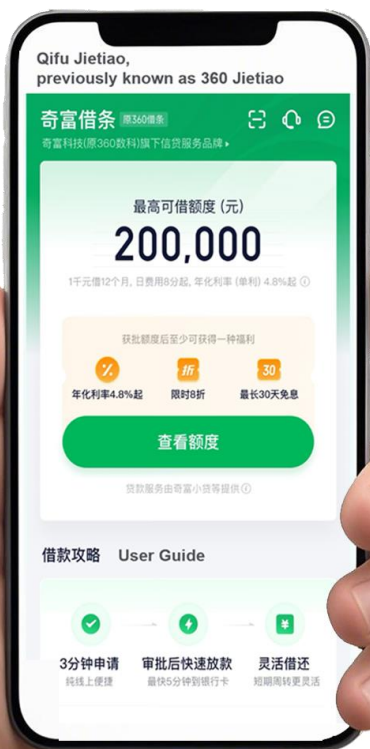 Qifu Jietiao,
previously known as 360 Jietiao
奇富借条 原360借条
奇富科技(原360数科)旗下信贷服务品牌
最高可借额度 (元)
200,000
1千元借12个月, 日费用8分起, 年化利率 (单利) 4.8%起
获批额度后至少可获得一种福利
折 30
年化利率4.8%起 限时8折 最长30天免息
查看额度
贷款服务由奇富小贷等提供
借款攻略 User Guide
3分钟申请 审批后快速放款 灵活借还
纯线上便捷 最快5分钟到银行卡 短期周转更灵活